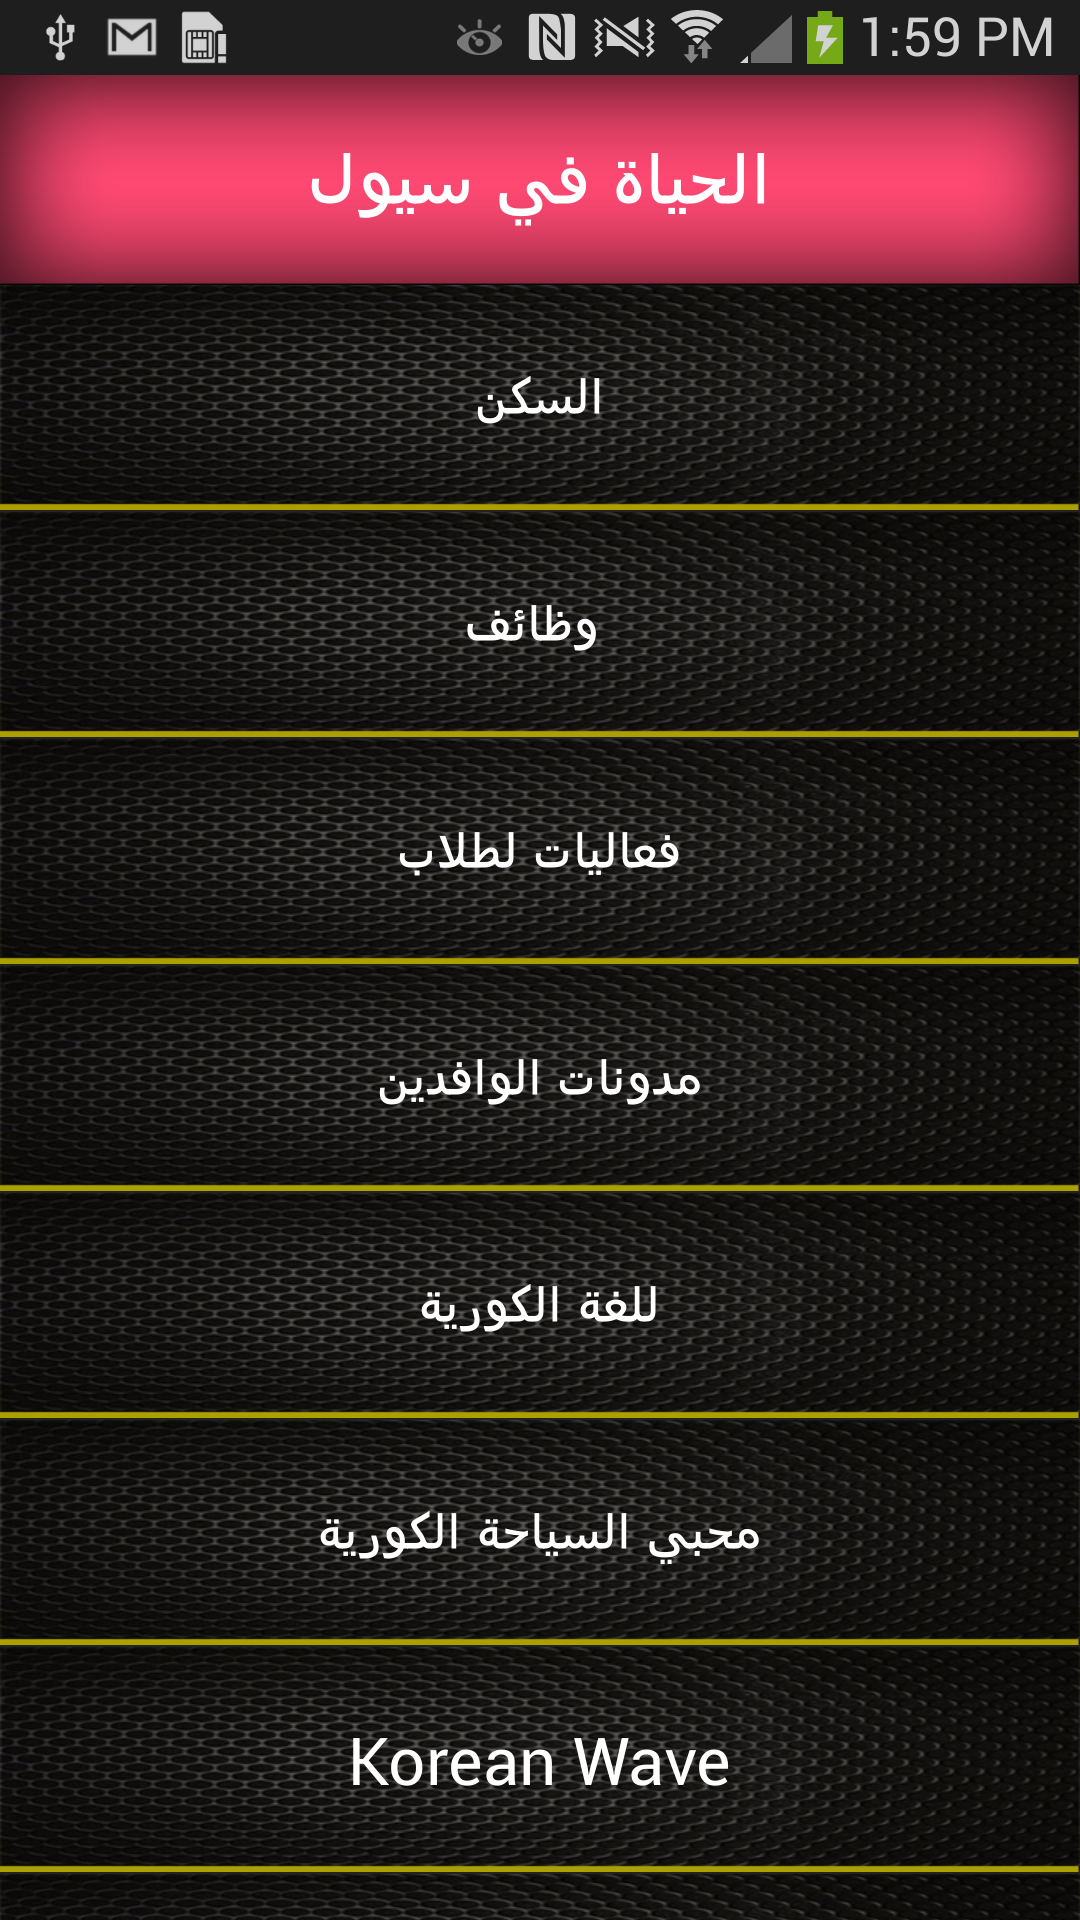 1:59 PM
الحياة في سيول
السكن
وظائف
فعاليات لطلاب
مدونات الوافدين
للغة الكورية
محبي السياحة الكورية
Korean Wave